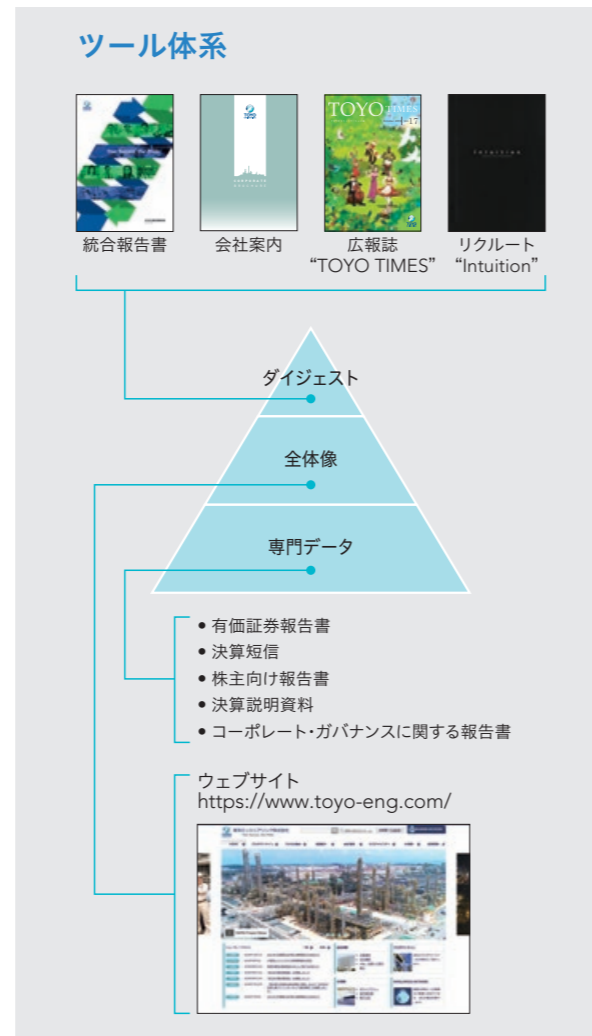 ツール体系
TOYO TIMES
Intuition
統合報告書
会社案内
広報誌
“TOYO TIMES”
リクルート
“Intuition”
ダイジェスト
全体像
専門データ
• 有価証券報告書
• 決算短信
• 株主向け報告書
• 決算説明資料
• コーポレート・ガバナンスに関する報告書
ウェブサイト
https://www.toyo-eng.com/